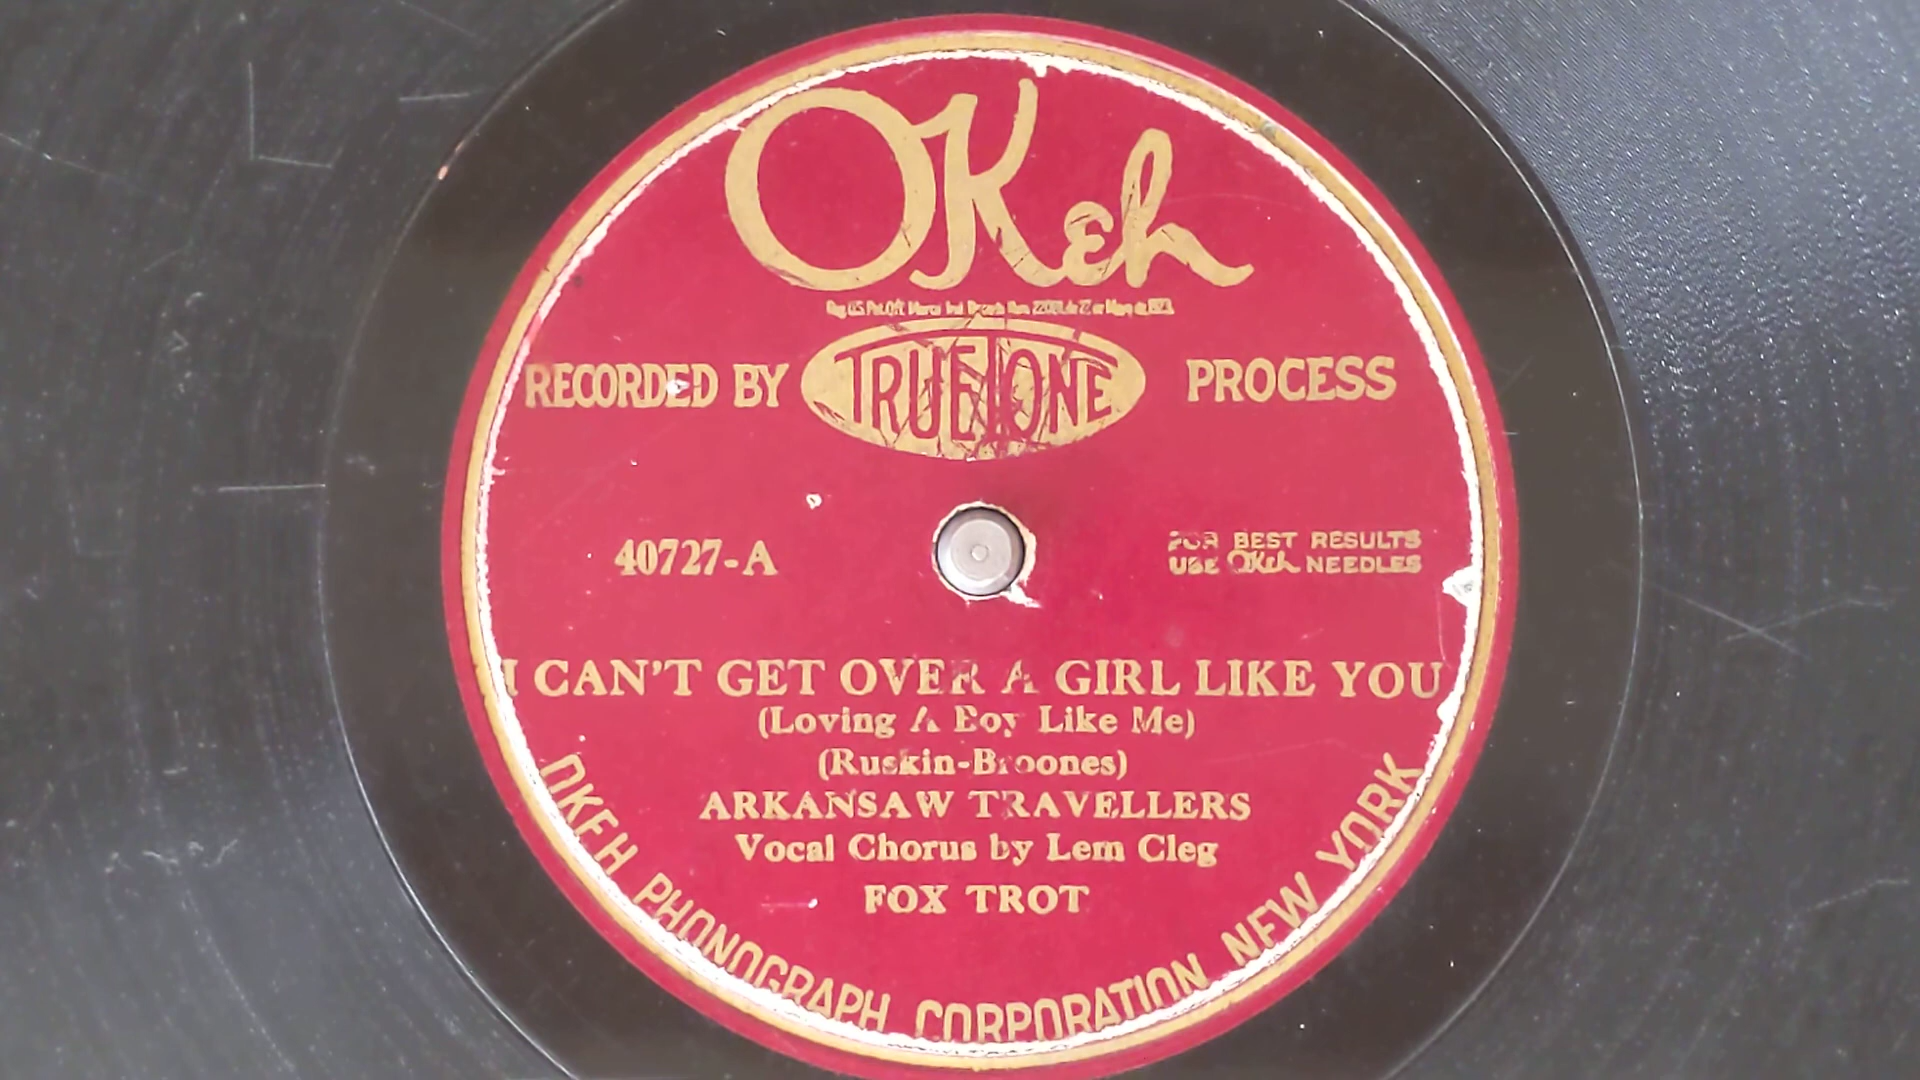 OKeh
RECORDED BY TRUETONE PROCESS
40727-A
FOR BEST RESULTS
USE OKeh NEEDLES
I CAN'T GET OVER A GIRL LIKE YOU
(Loving A Boy Like Me)
(Ruskin-Broones)
ARKANSAW TRAVELLERS
Vocal Chorus by Lem Cleg
FOX TROT
OKEH PHONOGRAPH CORPORATION NEW YORK